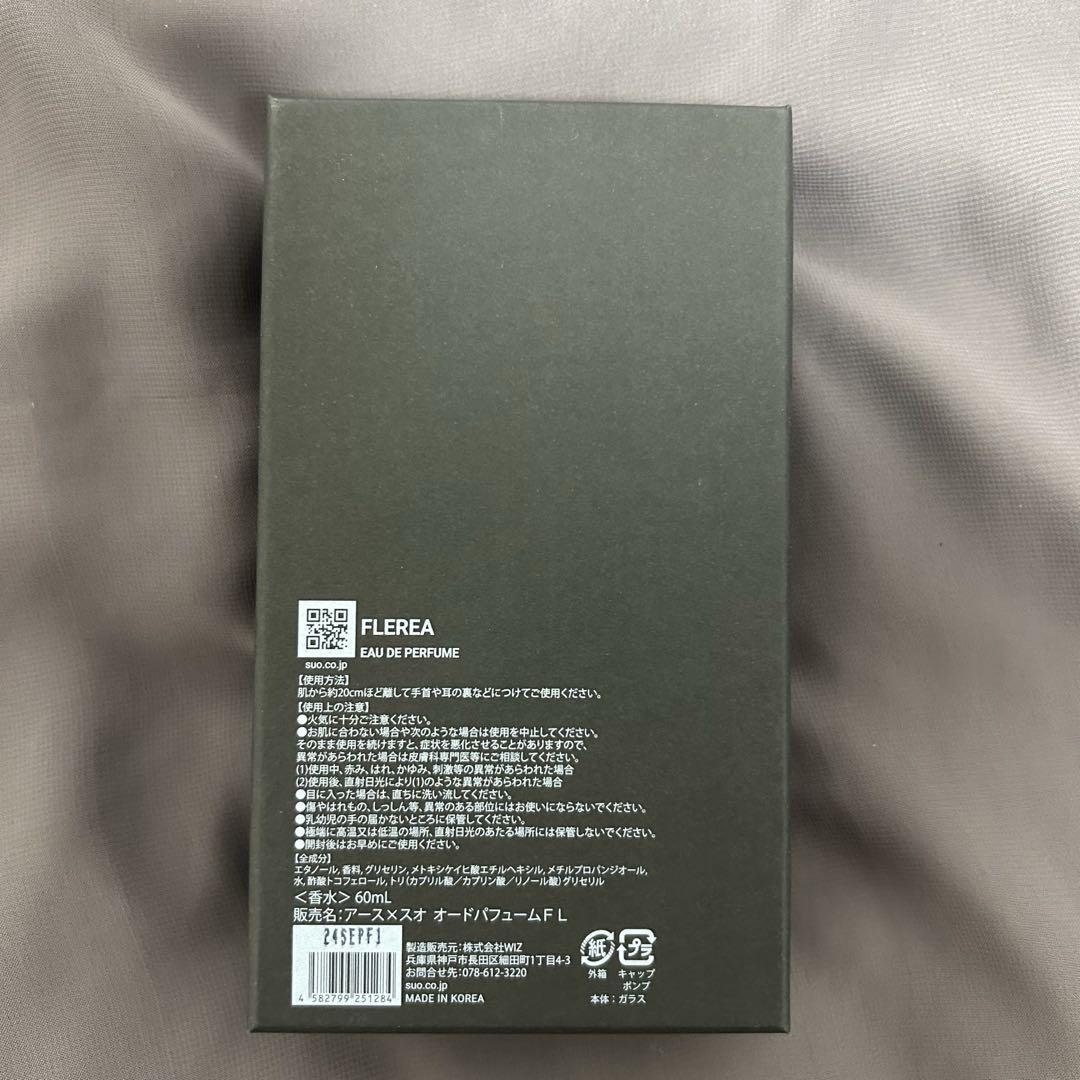 FLEREA
EAU DE PERFUME
suo.co.jp
【使用方法】
肌から約20cmほど離して手首や耳の裏などにつけてご使用ください。
【使用上の注意】
●火気に十分ご注意ください。
●お肌に合わない場合や次のような場合は使用を中止してください。
そのまま使用を続けますと、症状を悪化させることがありますので、
異常があらわれた場合は皮膚科専門医等にご相談してください。
(1)使用中、赤み、はれ、かゆみ、刺激等の異常があらわれた場合
(2)使用後、直射日光により(1)のような異常があらわれた場合
●目に入った場合は、直ちに洗い流してください。
●傷やはれもの、しっしん等、異常のある部位にはお使いにならないでください。
●乳幼児の手の届かないところに保管してください。
●極端に高温又は低温の場所、直射日光のあたる場所には保管しないでください。
●開封後はお早めにご使用ください。
【全成分】
エタノール, 香料, グリセリン, メトキシケイヒ酸エチルヘキシル, メチルプロパンジオール,
水, 酢酸トコフェロール, トリ(カプリル酸/カプリン酸/リノール酸)グリセリル
＜香水＞ 60mL
販売名：アース×スオ オードパフュームＦＬ
245EPF1
4 582799 251284
製造販売元：株式会社WIZ
兵庫県神戸市長田区細田町1丁目4-3
お問合せ先：078-612-3220
suo.co.jp
MADE IN KOREA
紙 プラ
外箱 キャップ
ポンプ
本体：ガラス